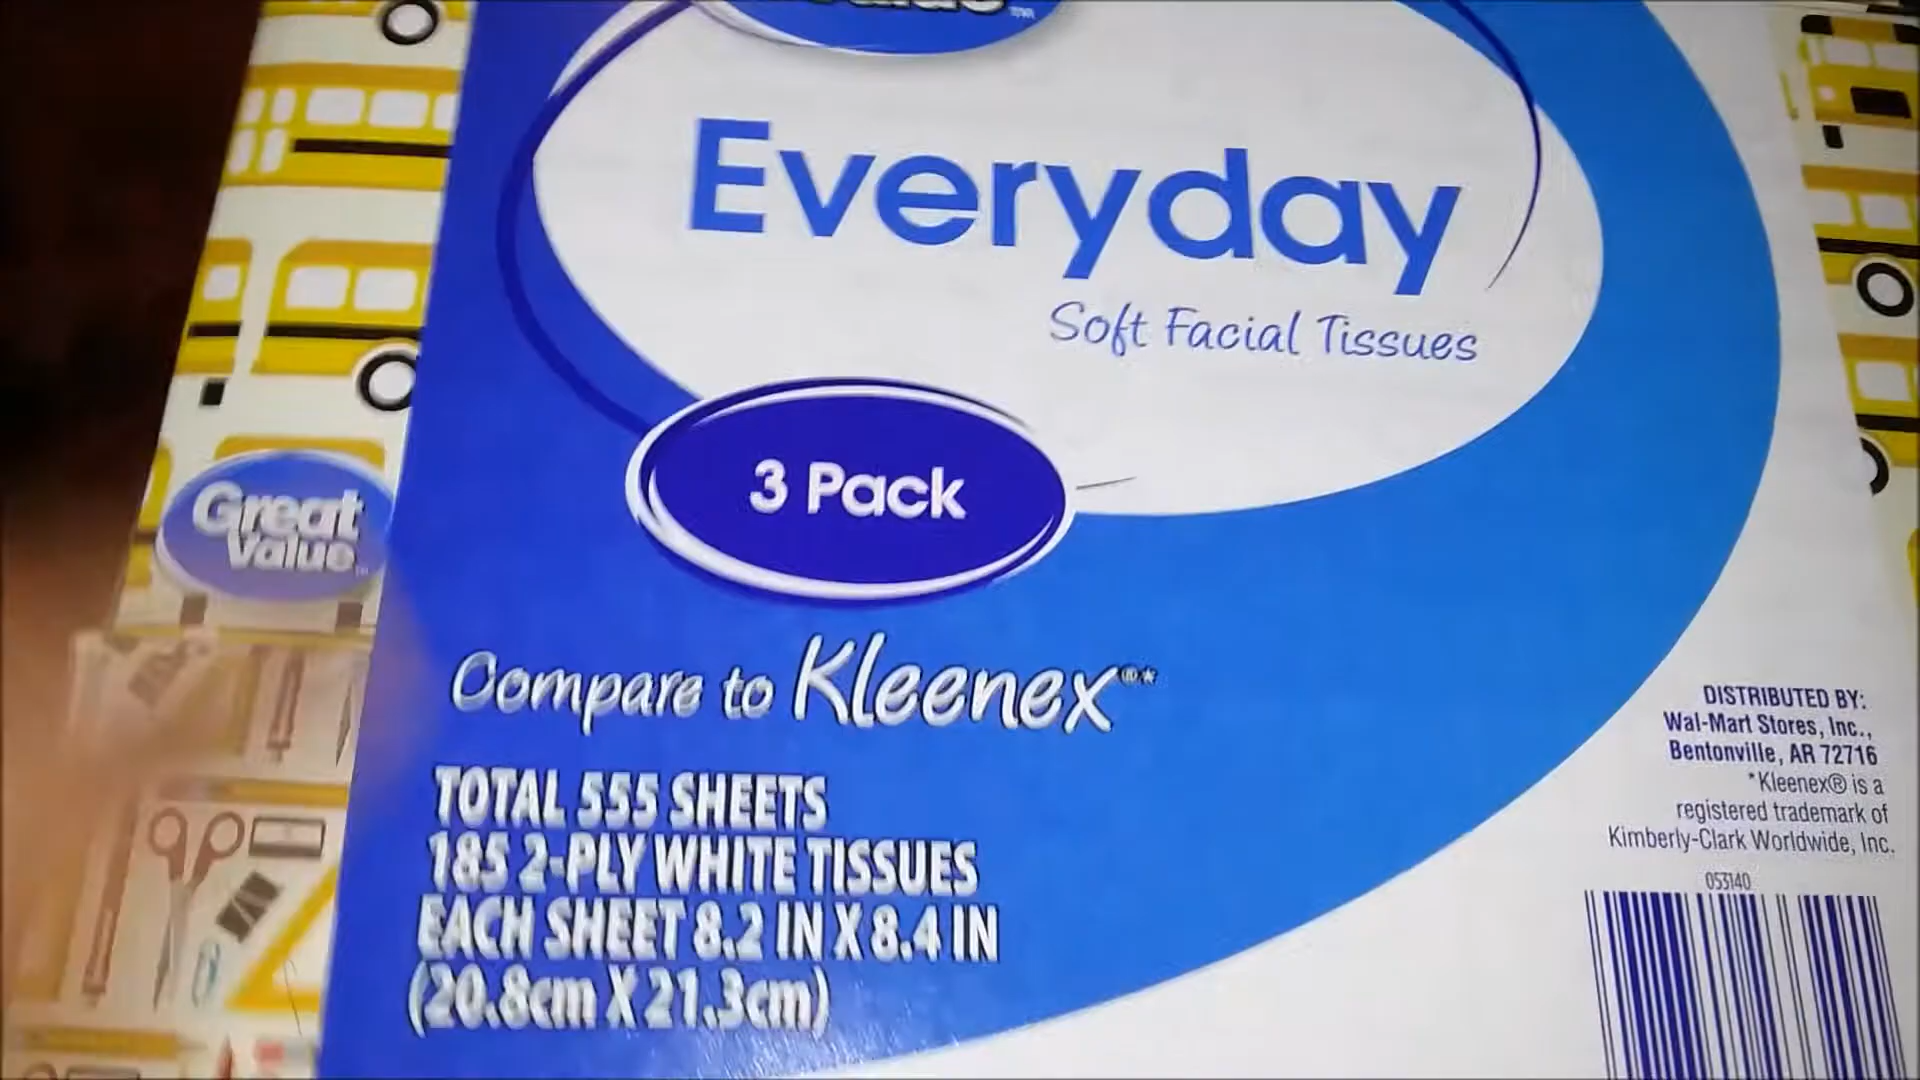 Everyday
Soft Facial Tissues
3 Pack
Great
Value™
Compare to Kleenex®*
TOTAL 555 SHEETS
185 2-PLY WHITE TISSUES
EACH SHEET 8.2 IN X 8.4 IN
(20.8cm X 21.3cm)
DISTRIBUTED BY:
Wal-Mart Stores, Inc.,
Bentonville, AR 72716
*Kleenex® is a
registered trademark of
Kimberly-Clark Worldwide, Inc.
053140